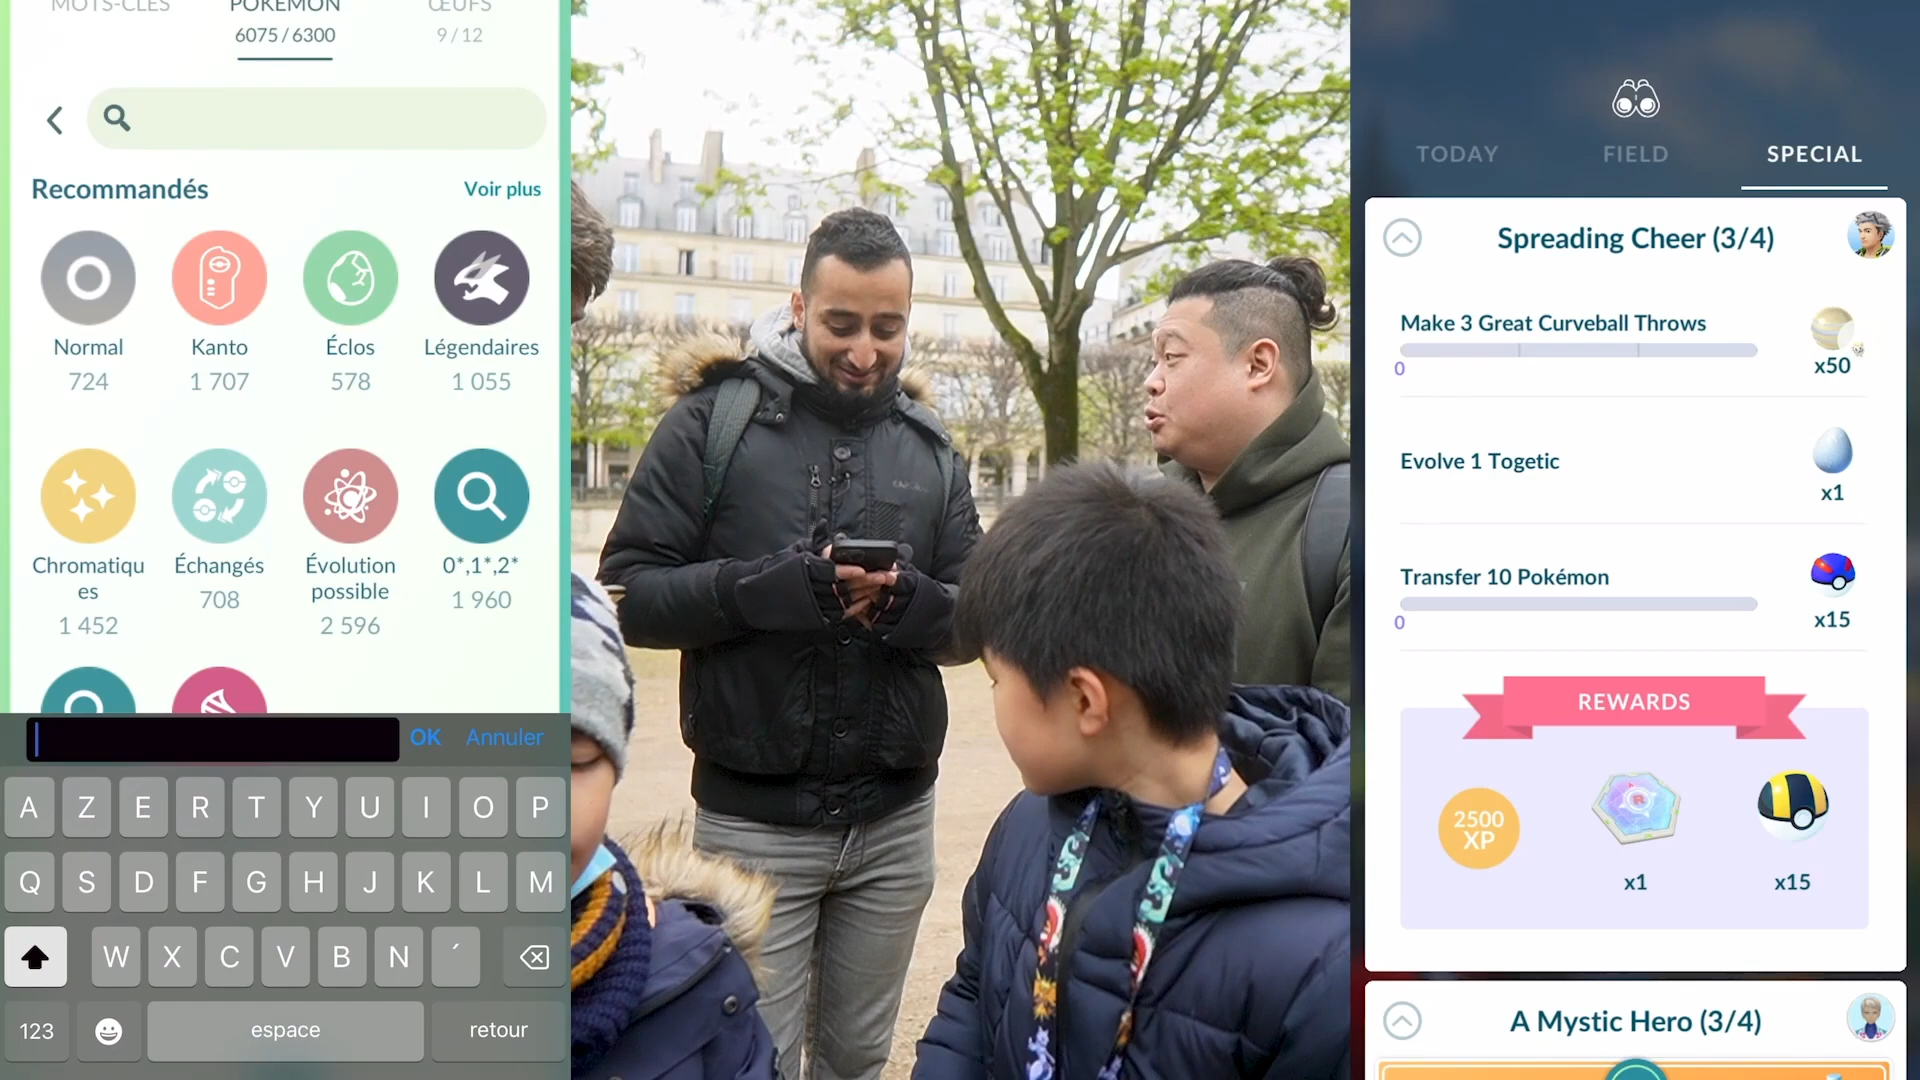 MOTS-CLÉS POKÉMON ŒUFS
6075 / 6300 9 / 12
Recommandés Voir plus
Normal Kanto Éclos Légendaires
724 1 707 578 1 055
Chromatiqu
es Échangés Évolution
possible 0*,1*,2*
1 452 708 2 596 1 960
OK Annuler
A Z E R T Y U I O P
Q S D F G H J K L M
W X C V B N ´
123 espace retour
TODAY FIELD SPECIAL
Spreading Cheer (3/4)
Make 3 Great Curveball Throws
0 x50
Evolve 1 Togetic
x1
Transfer 10 Pokémon
0 x15
REWARDS
2500
XP
R
x1 x15
A Mystic Hero (3/4)